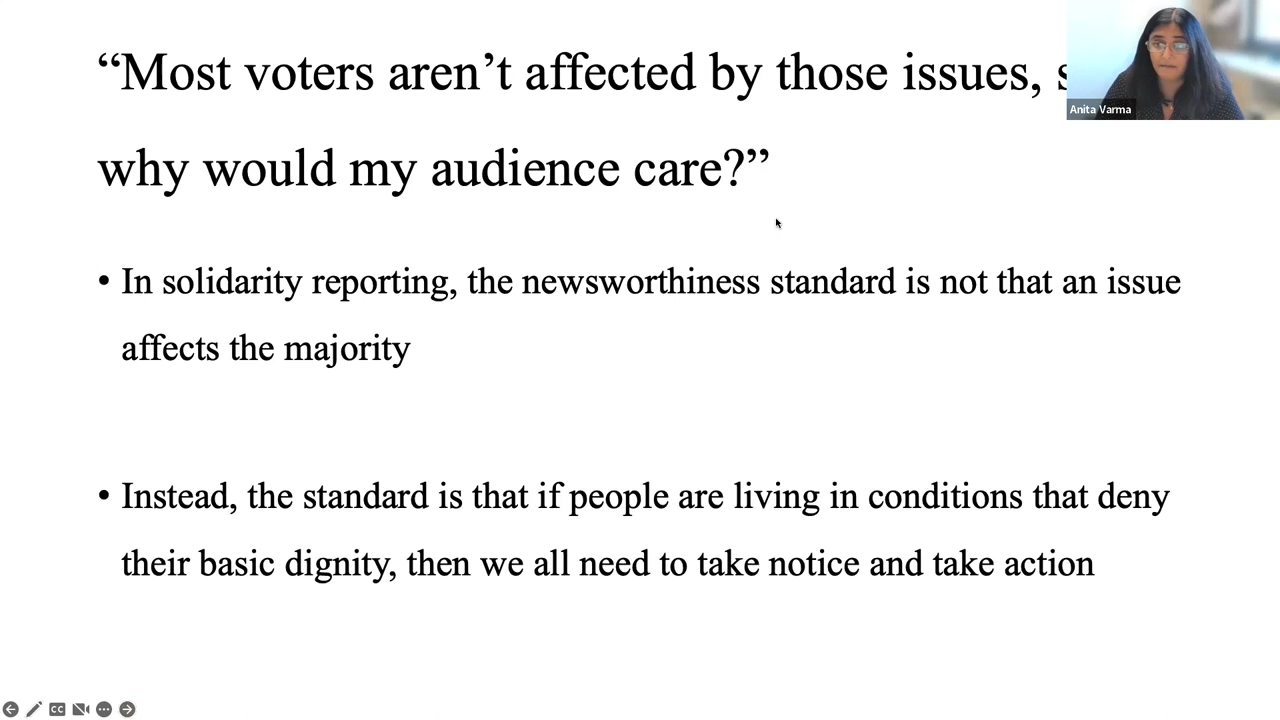 “Most voters aren’t affected by those issues,
why would my audience care?”
Anita Varma
• In solidarity reporting, the newsworthiness standard is not that an issue
affects the majority
• Instead, the standard is that if people are living in conditions that deny
their basic dignity, then we all need to take notice and take action
CC